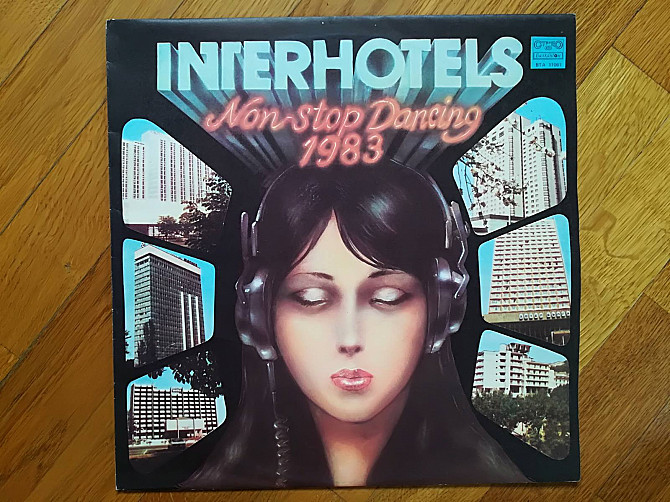 INTERHOTELS
Non-stop Dancing
1983